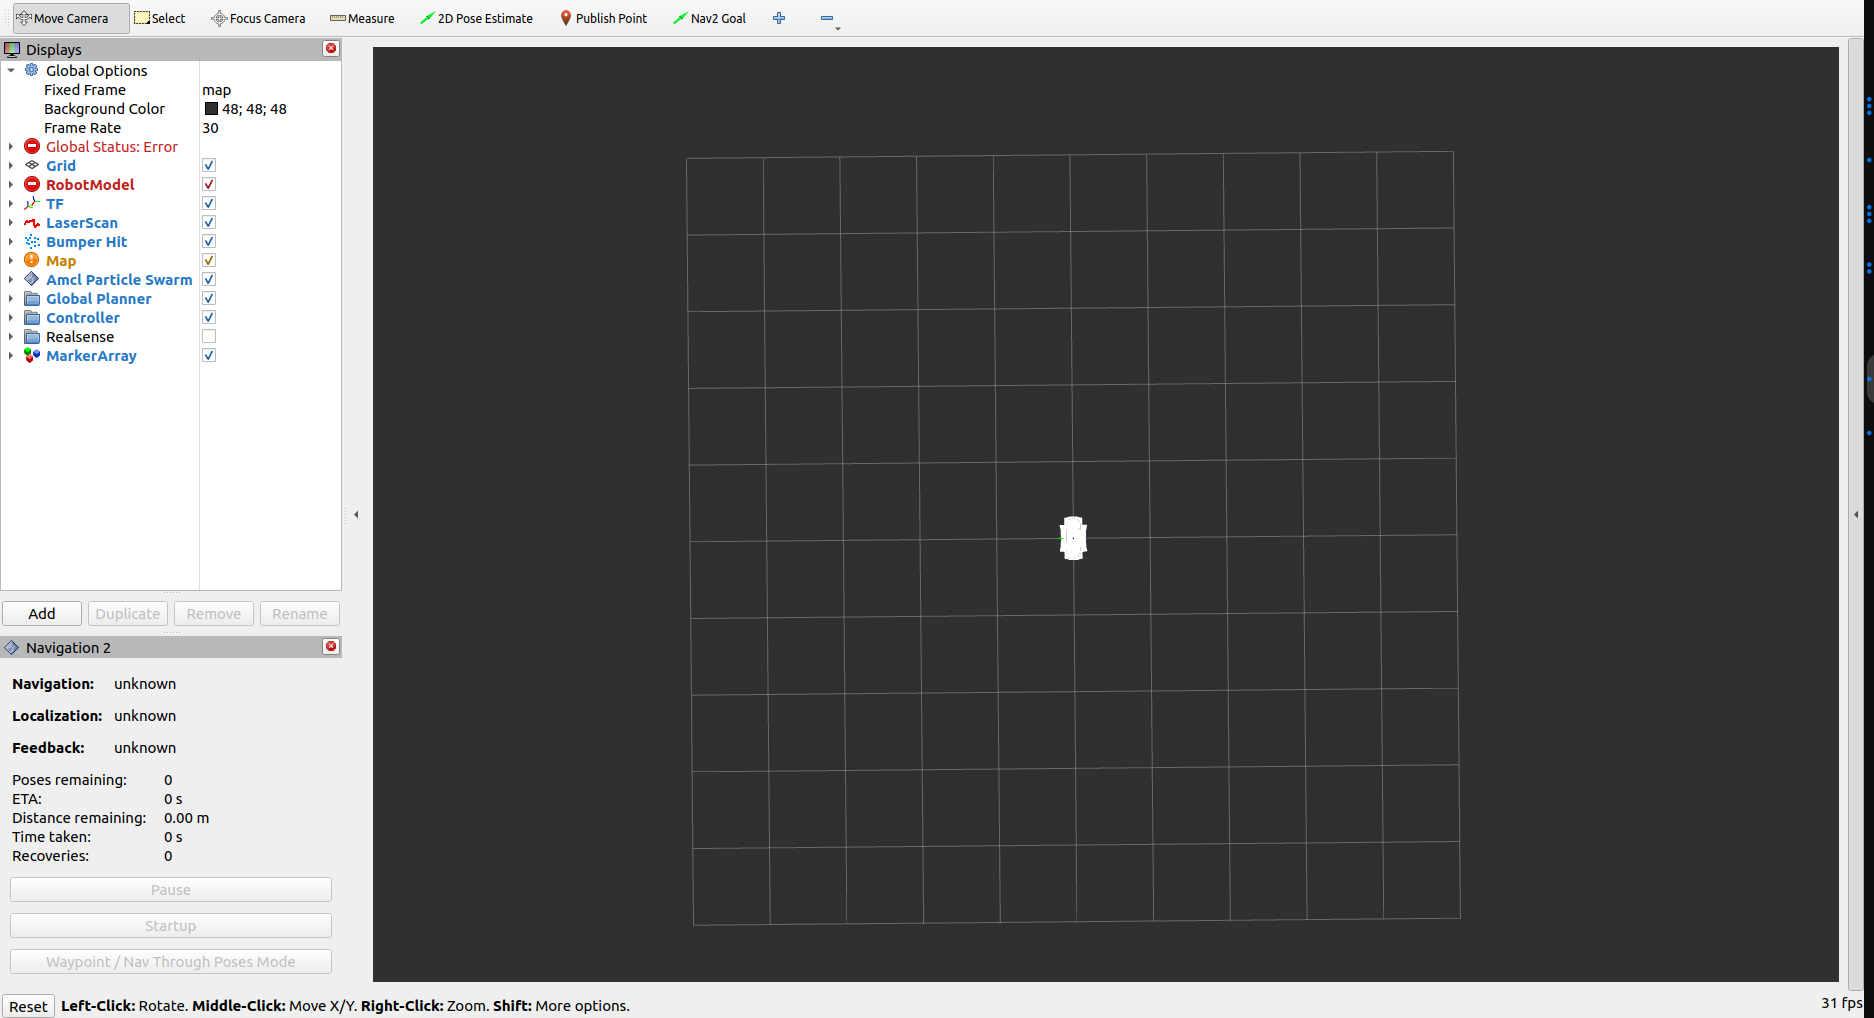 Move Camera Select Focus Camera Measure 2D Pose Estimate Publish Point Nav2 Goal
Displays
Global Options
Fixed Frame map
Background Color 48; 48; 48
Frame Rate 30
Global Status: Error
Grid
RobotModel
TF
LaserScan
Bumper Hit
Map
Amcl Particle Swarm
Global Planner
Controller
Realsense
MarkerArray
Add Duplicate Remove Rename
Navigation 2
Navigation: unknown
Localization: unknown
Feedback: unknown
Poses remaining: 0
ETA: 0 s
Distance remaining: 0.00 m
Time taken: 0 s
Recoveries: 0
Pause
Startup
Waypoint / Nav Through Poses Mode
Reset Left-Click: Rotate. Middle-Click: Move X/Y. Right-Click: Zoom. Shift: More options. 31 fps